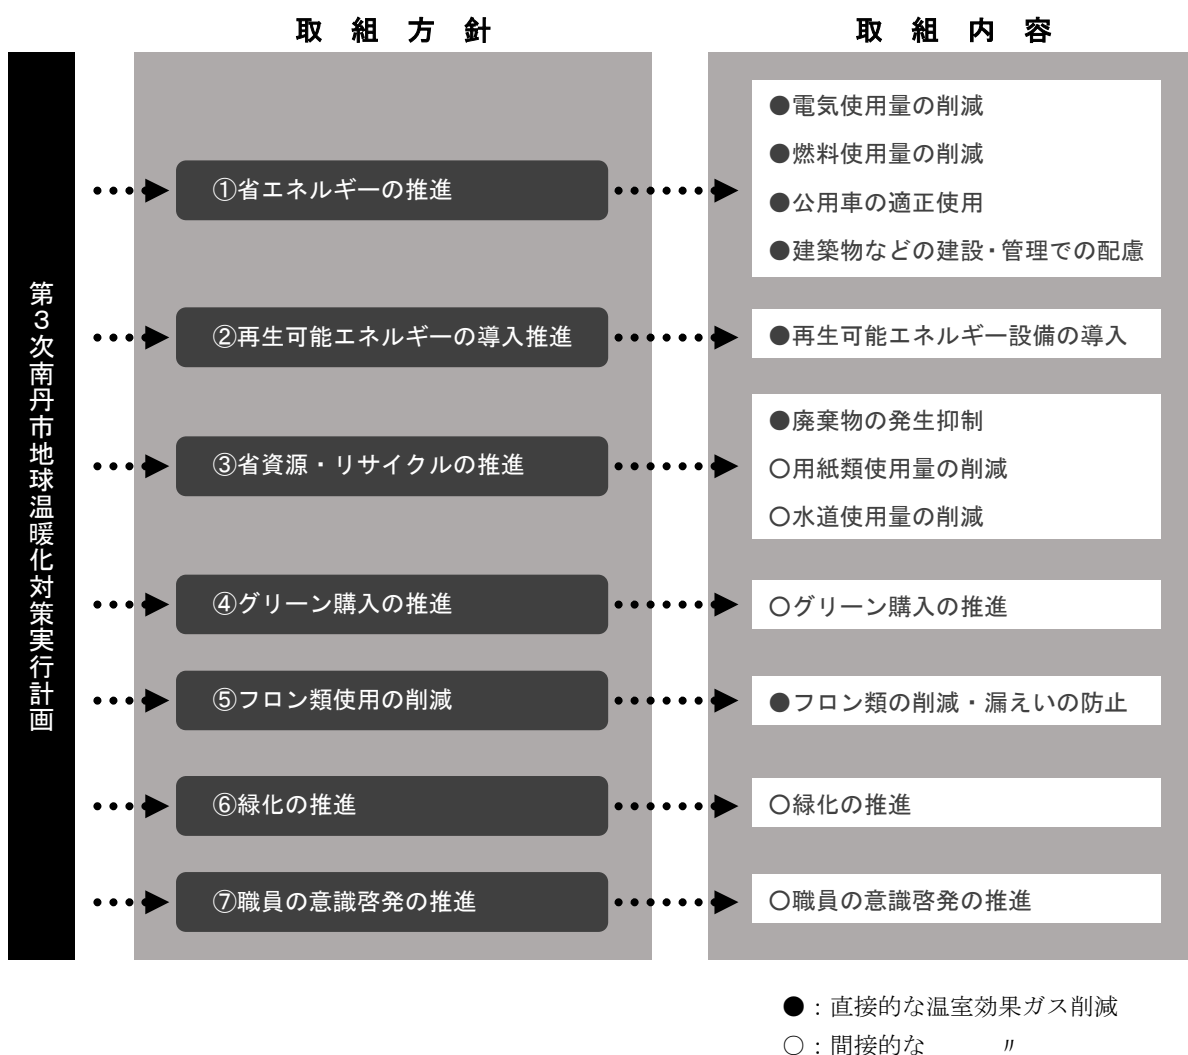 取組方針
取組内容
第3次南丹市地球温暖化対策実行計画
①省エネルギーの推進
●電気使用量の削減
●燃料使用量の削減
●公用車の適正使用
●建築物などの建設・管理での配慮
②再生可能エネルギーの導入推進
●再生可能エネルギー設備の導入
③省資源・リサイクルの推進
●廃棄物の発生抑制
○用紙類使用量の削減
○水道使用量の削減
④グリーン購入の推進
○グリーン購入の推進
⑤フロン類使用の削減
●フロン類の削減・漏えいの防止
⑥緑化の推進
○緑化の推進
⑦職員の意識啓発の推進
○職員の意識啓発の推進
●：直接的な温室効果ガス削減
○：間接的な　　　〃